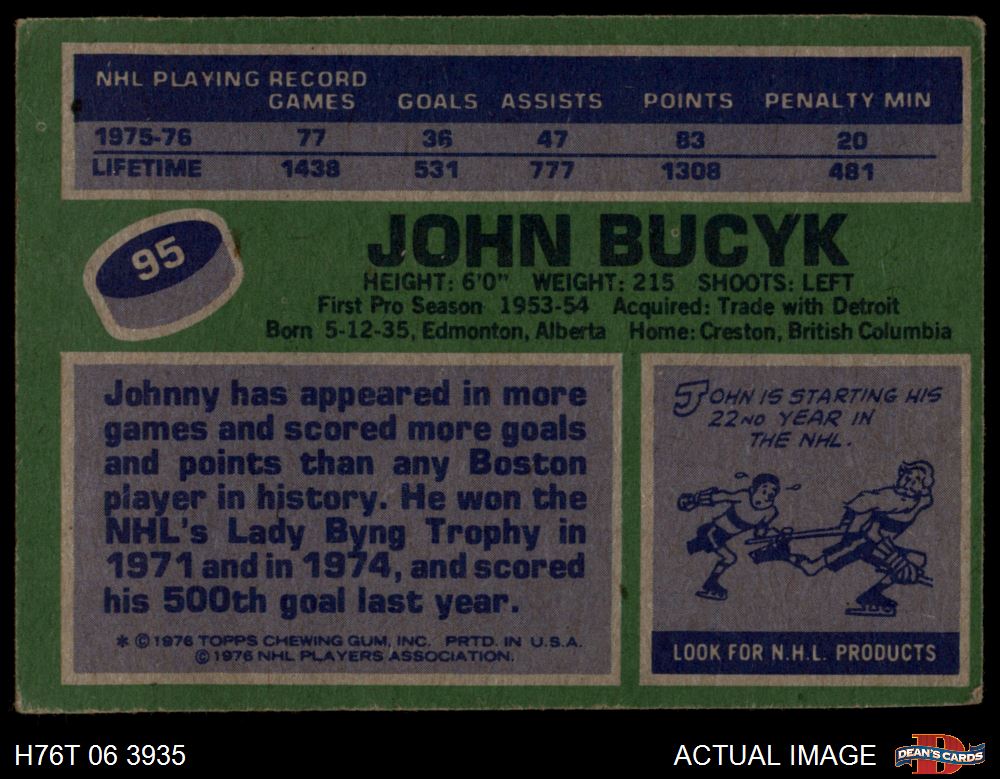 NHL PLAYING RECORD
GAMES GOALS ASSISTS POINTS PENALTY MIN
1975-76 77 36 47 83 20
LIFETIME 1438 531 777 1308 481
95
JOHN BUCYK
HEIGHT: 6'0" WEIGHT: 215 SHOOTS: LEFT
First Pro Season 1953-54 Acquired: Trade with Detroit
Born 5-12-35, Edmonton, Alberta Home: Creston, British Columbia
Johnny has appeared in more
games and scored more goals
and points than any Boston
player in history. He won the
NHL's Lady Byng Trophy in
1971 and in 1974, and scored
his 500th goal last year.
* © 1976 TOPPS CHEWING GUM, INC. PRTD. IN U.S.A.
© 1976 NHL PLAYERS ASSOCIATION.
JOHN IS STARTING HIS
22ND YEAR IN
THE NHL.
LOOK FOR N.H.L. PRODUCTS
H76T 06 3935
ACTUAL IMAGE
DEAN'S CARDS